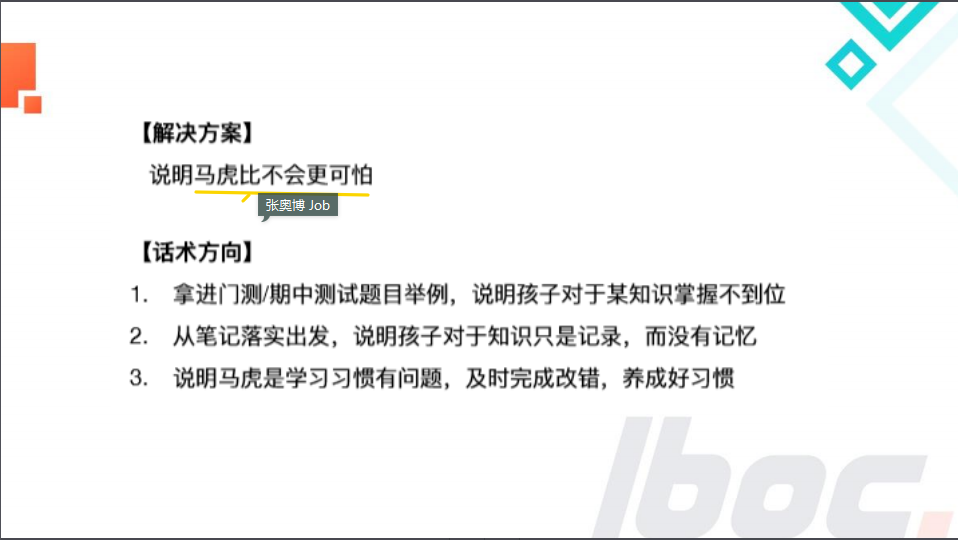 【解决方案】
说明马虎比不会更可怕
张奥博 Job
【话术方向】
1. 拿进门测/期中测试题目举例，说明孩子对于某知识掌握不到位
2. 从笔记落实出发，说明孩子对于知识只是记录，而没有记忆
3. 说明马虎是学习习惯有问题，及时完成改错，养成好习惯
lboc.